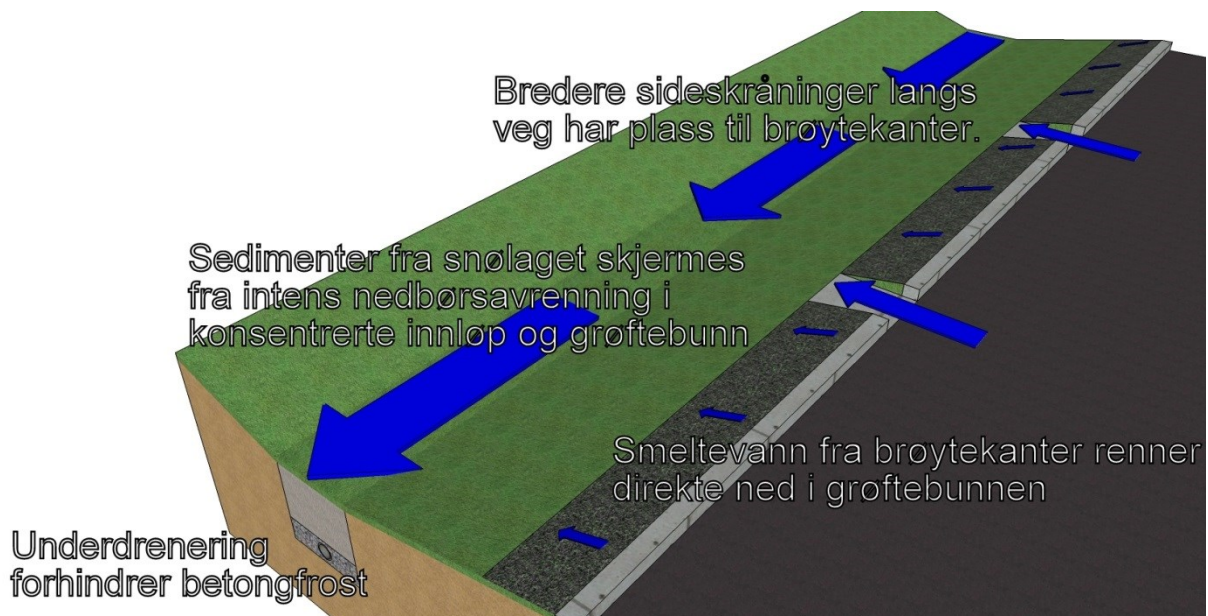 Bredere sideskråninger langs
veg har plass til brøytekanter.
Sedimenter fra snølaget skjermes
fra intens nedbørsavrenning i
konsentrerte innløp og grøftebunn
Smeltevann fra brøytekanter renner
direkte ned i grøftebunnen
Underdrenering
forhindrer betongfrost